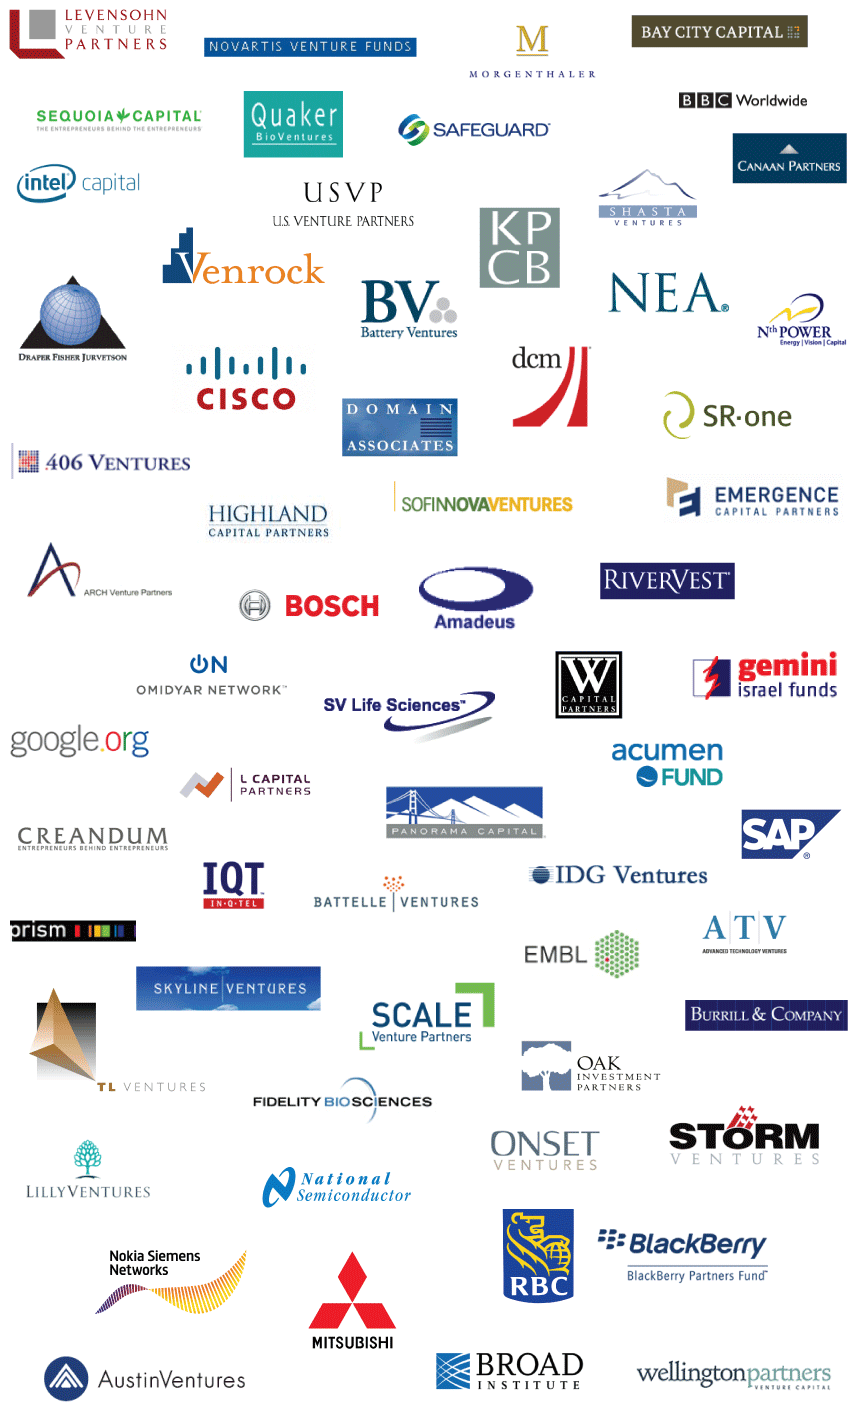 LEVENSOHN
VENTURE
PARTNERS
NOVARTIS VENTURE FUNDS
M
MORGENTHALER
BAY CITY CAPITAL
SEQUOIA CAPITAL
THE ENTREPRENEURS BEHIND THE ENTREPRENEURS
Quaker
BioVentures
SAFEGUARD
BBC Worldwide
CANAAN PARTNERS
intel capital
USVP
U.S. VENTURE PARTNERS
SHASTA
VENTURES
KP
CB
Venrock
BV
Battery Ventures
NEA®
Nth POWER
Energy | Vision | Capital
DRAPER FISHER JURVETSON
CISCO
dcm
DOMAIN
ASSOCIATES
SR·one
.406 VENTURES
HIGHLAND
CAPITAL PARTNERS
SOFINNOVAVENTURES
EMERGENCE
CAPITAL PARTNERS
ARCH Venture Partners
BOSCH
Amadeus
RIVERVEST
ON
OMIDYAR NETWORK™
SV Life Sciences™
W
CAPITAL
PARTNERS
gemini
israel funds
google.org
L CAPITAL
PARTNERS
acumen
FUND
PANORAMA CAPITAL
CREANDUM
ENTREPRENEURS BEHIND ENTREPRENEURS
SAP®
IQT
IN·Q·TEL
BATTELLE VENTURES
IDG Ventures
prism
EMBL
ATV
ADVANCED TECHNOLOGY VENTURES
SKYLINE VENTURES
SCALE
Venture Partners
BURRILL & COMPANY
TL VENTURES
OAK
INVESTMENT
PARTNERS
FIDELITY BIOSCIENCES
ONSET
VENTURES
STORM
VENTURES
LILLYVENTURES
National
Semiconductor
Nokia Siemens
Networks
MITSUBISHI
RBC
BlackBerry
BlackBerry Partners Fund™
AustinVentures
BROAD
INSTITUTE
wellingtonpartners
VENTURE CAPITAL